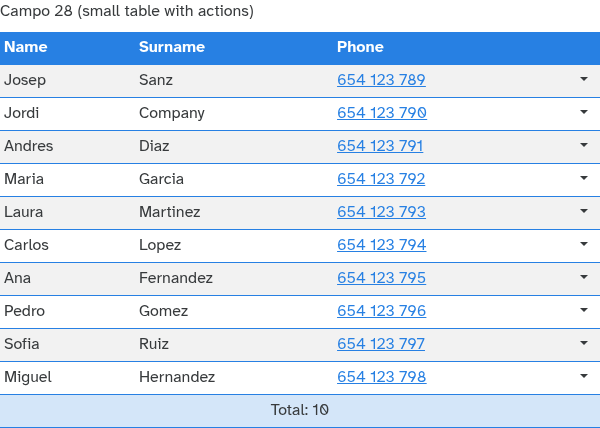 Campo 28 (small table with actions)
Name Surname Phone
Josep Sanz 654 123 789
Jordi Company 654 123 790
Andres Diaz 654 123 791
Maria Garcia 654 123 792
Laura Martinez 654 123 793
Carlos Lopez 654 123 794
Ana Fernandez 654 123 795
Pedro Gomez 654 123 796
Sofia Ruiz 654 123 797
Miguel Hernandez 654 123 798
Total: 10